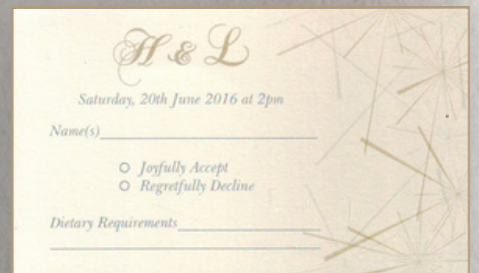 H & L
Saturday, 20th June 2016 at 2pm
Name(s)
Joyfully Accept
Regretfully Decline
Dietary Requirements